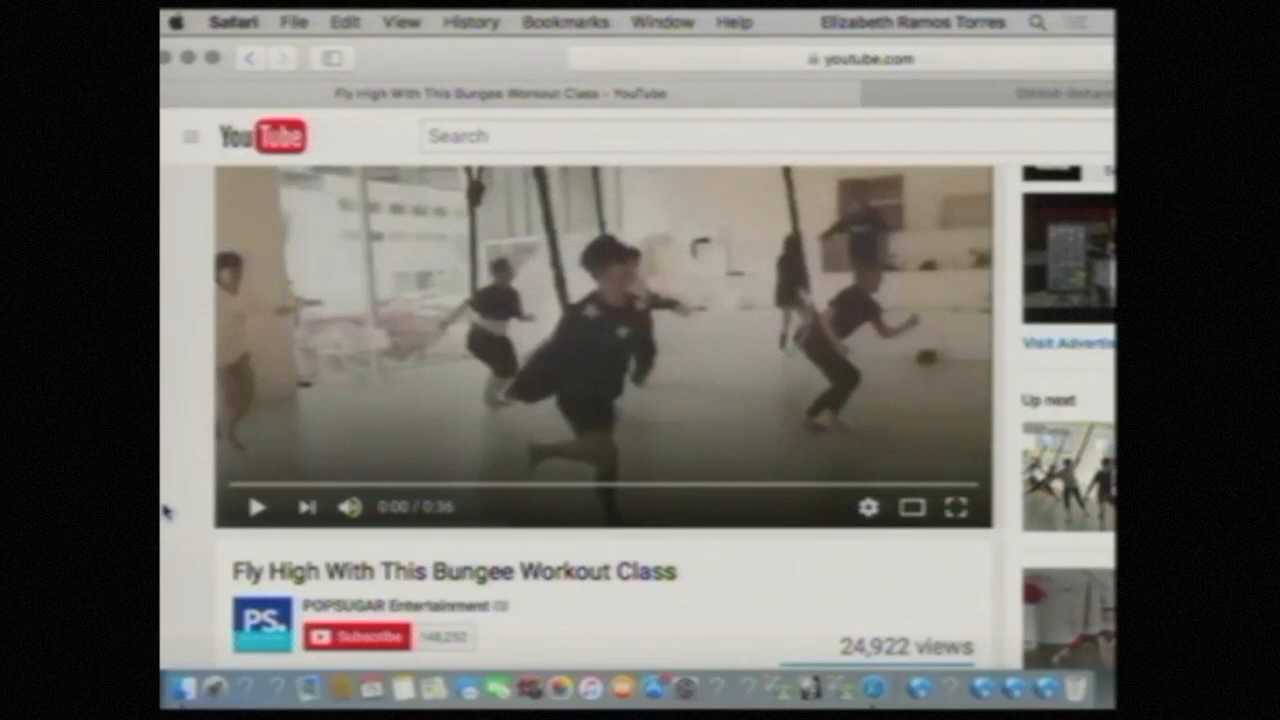 Safari File Edit View History Bookmarks Window Help Elizabeth Ramos Torres
youtube.com
Fly High With This Bungee Workout Class - YouTube
YouTube
Search
Visit Adverti
Up next
0:00 / 0:36
Fly High With This Bungee Workout Class
PS.
POPSUGAR Entertainment
Subscribe
24,922 views